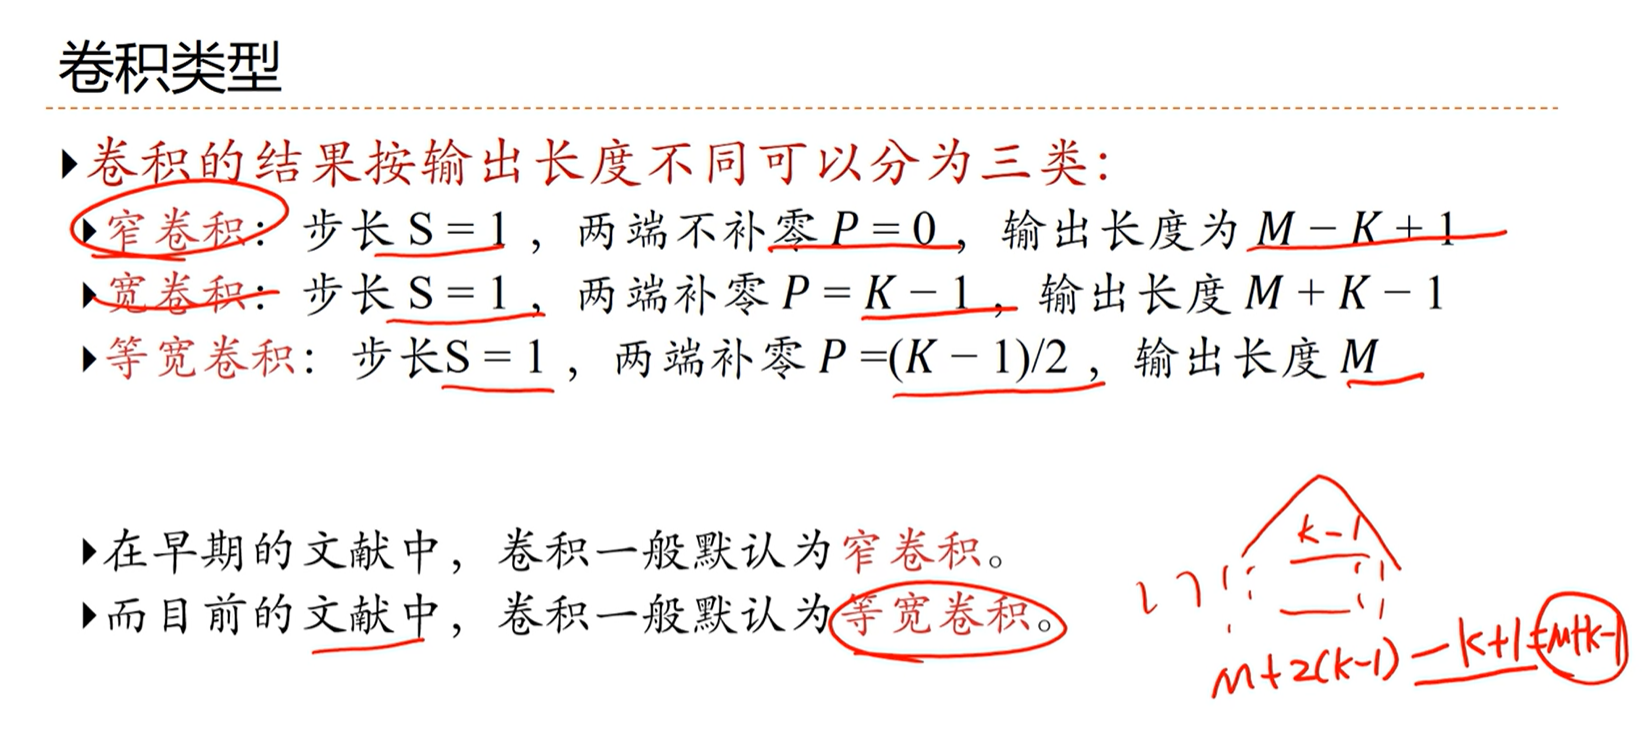 卷积类型
卷积的结果按输出长度不同可以分为三类：
窄卷积：步长 S = 1，两端不补零 P = 0，输出长度为 M − K + 1
宽卷积：步长 S = 1，两端补零 P = K − 1，输出长度 M + K − 1
等宽卷积：步长S = 1，两端补零 P =(K − 1)/2，输出长度 M
在早期的文献中，卷积一般默认为窄卷积。
而目前的文献中，卷积一般默认为等宽卷积。
k-1
M+2(k-1) -k+1=M+k-1